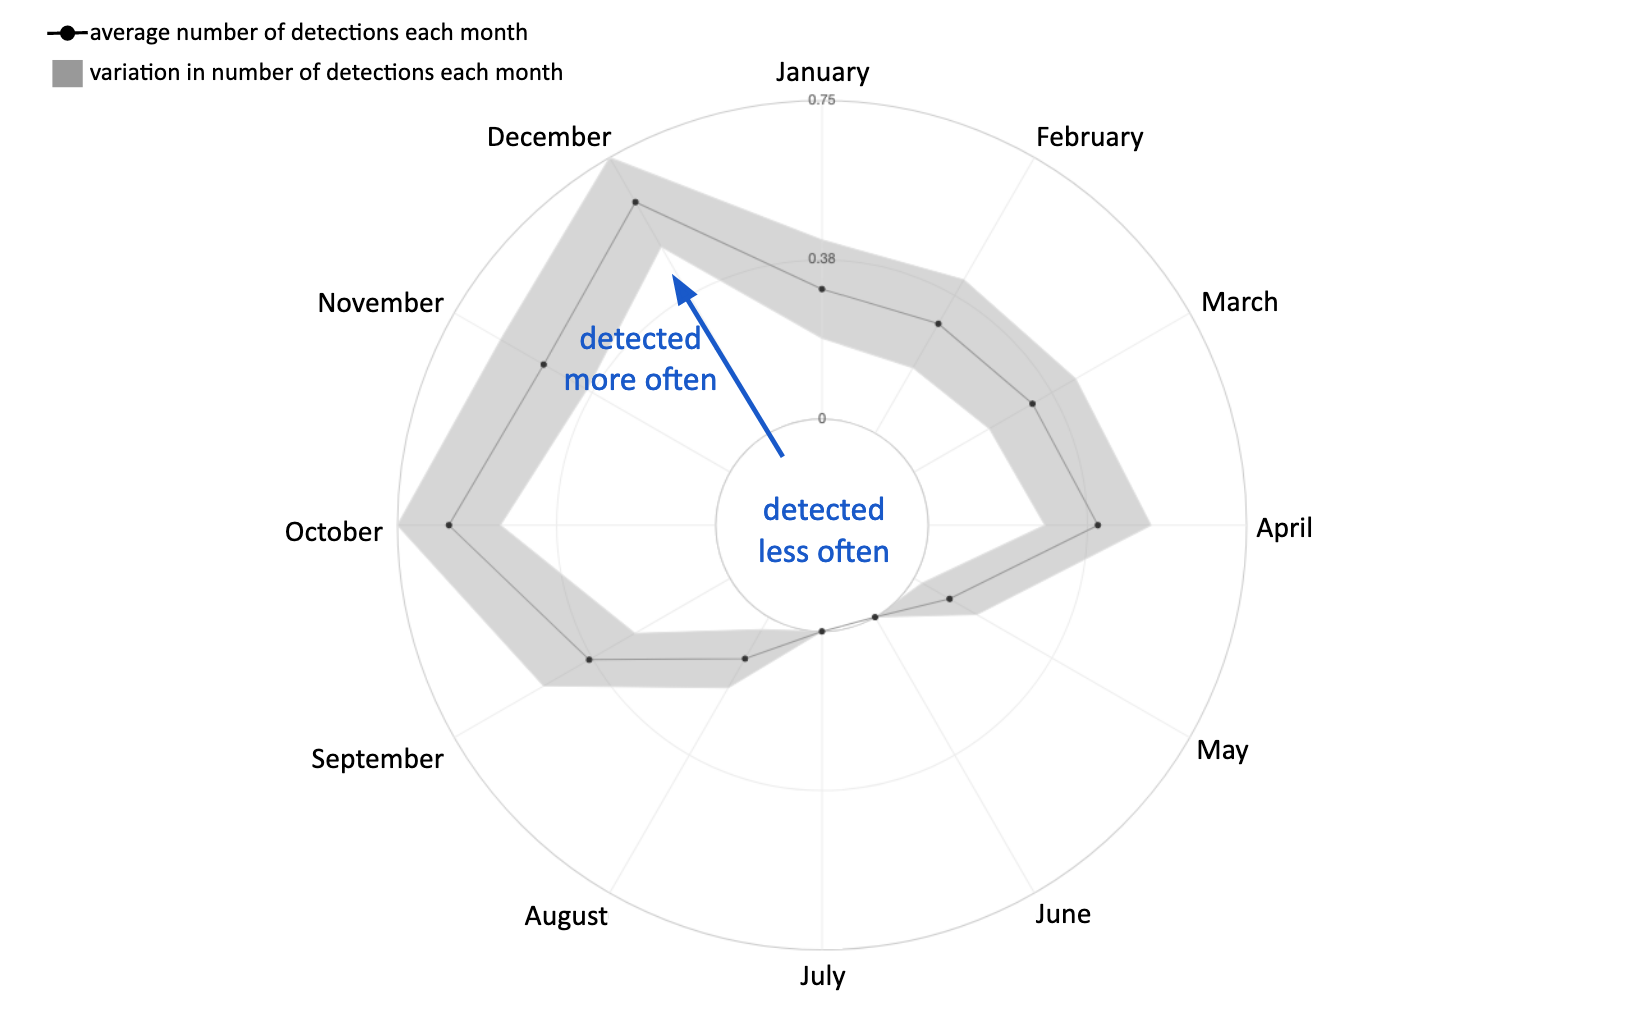 average number of detections each month
variation in number of detections each month
January
0.75
December
February
0.38
November
March
detected
more often
0
October
detected
less often
April
September
May
August
June
July